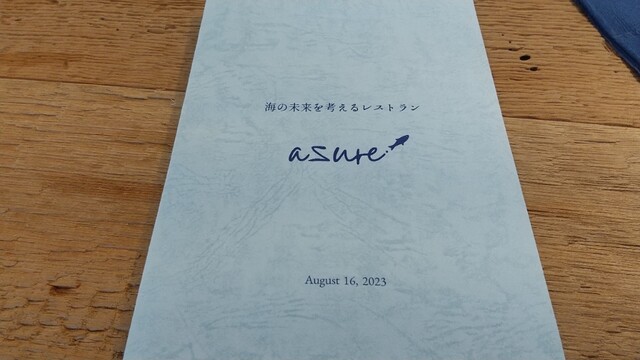 海の未来を考えるレストラン
azure
August 16, 2023